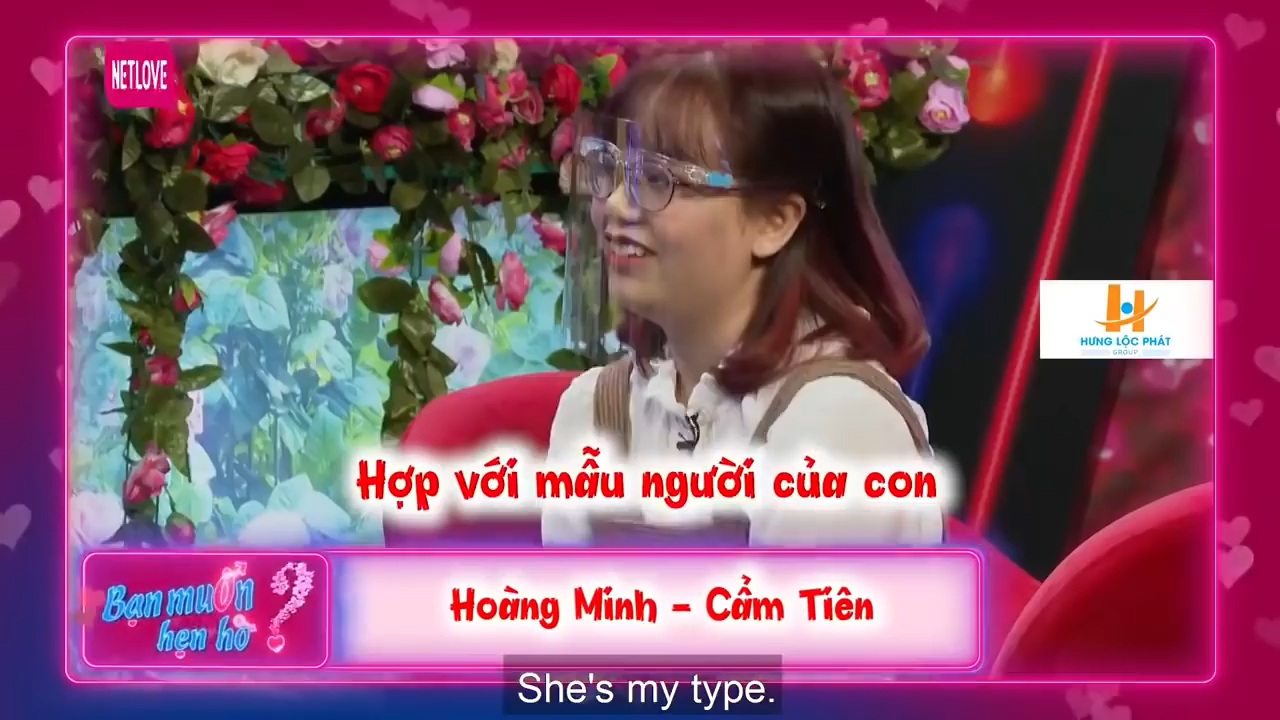 NETLOVE
HƯNG LỘC PHÁT
GROUP
Hợp với mẫu người của con
Bạn muốn
hẹn hò
?
Hoàng Minh – Cẩm Tiên
She's my type.